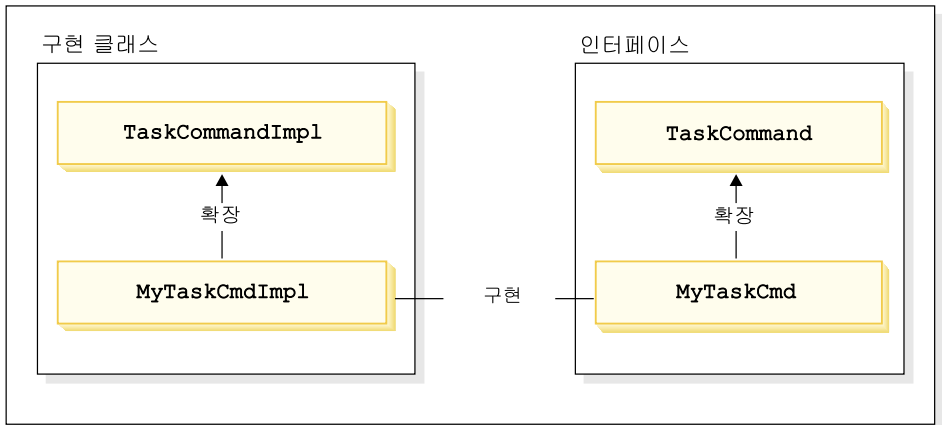 구현 클래스
TaskCommandImpl
확장
MyTaskCmdImpl
구현
인터페이스
TaskCommand
확장
MyTaskCmd